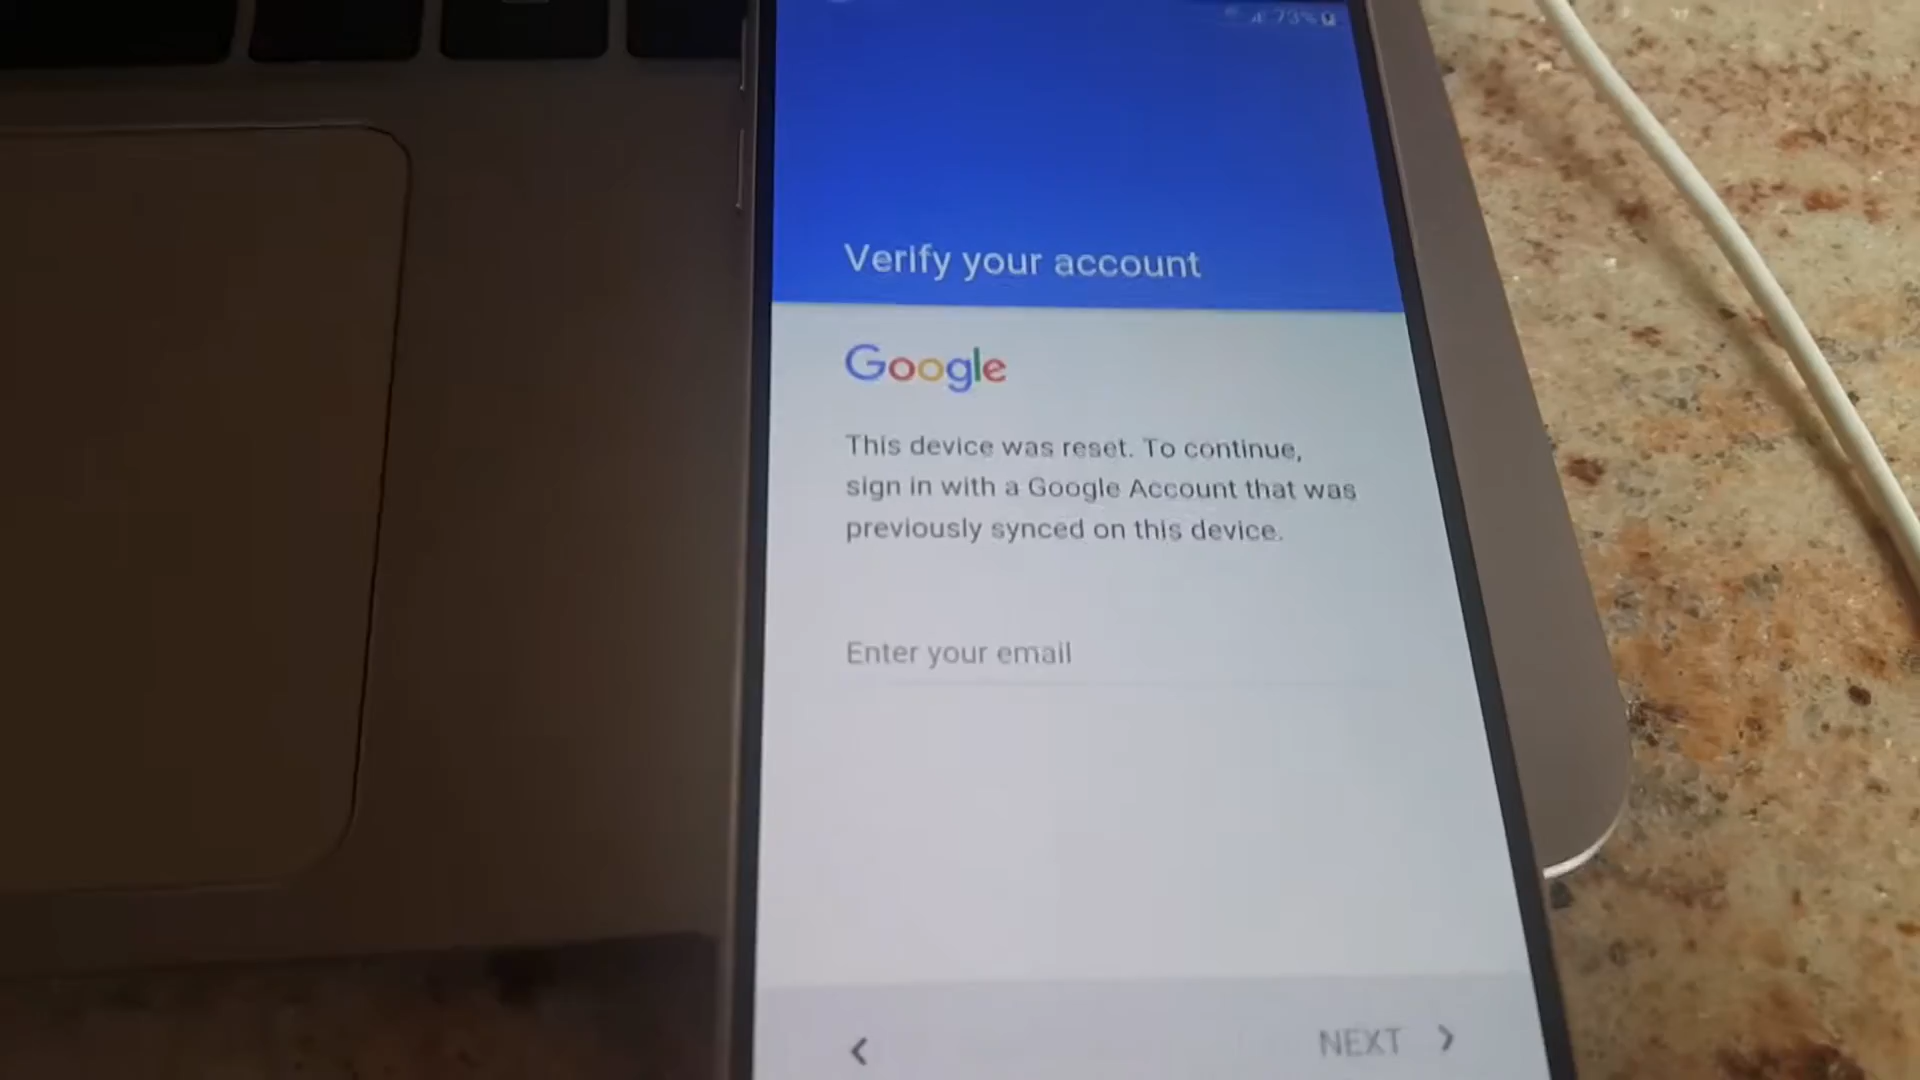 73%
Verify your account
Google
This device was reset. To continue,
sign in with a Google Account that was
previously synced on this device.
Enter your email
NEXT